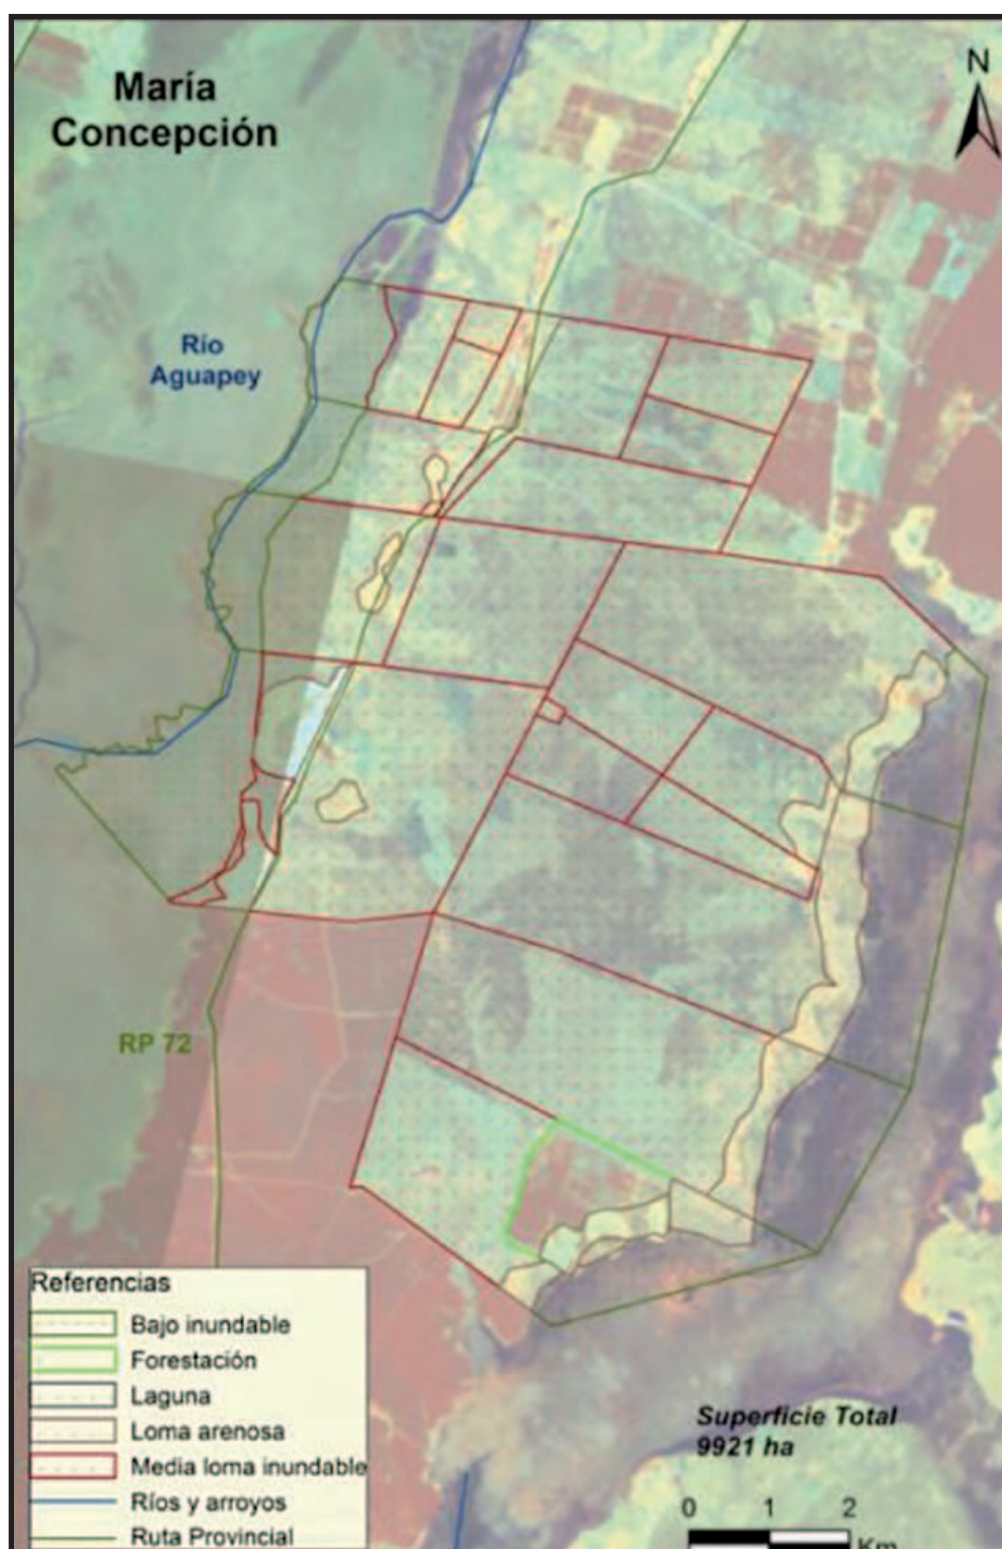 María
Concepción
N
Río
Aguapey
RP 72
Referencias
Bajo inundable
Forestación
Laguna
Loma arenosa
Media loma inundable
Ríos y arroyos
Ruta Provincial
Superficie Total
9921 ha
0 1 2
Km